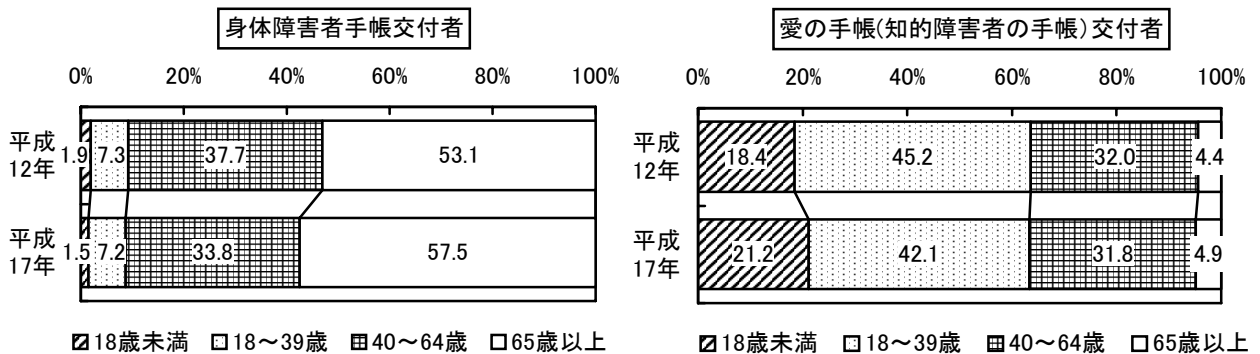 身体障害者手帳交付者
0% 20% 40% 60% 80% 100%
平成
12年
1.9 7.3 37.7 53.1
平成
17年
1.5 7.2 33.8 57.5
18歳未満 18～39歳 40～64歳 65歳以上
愛の手帳(知的障害者の手帳)交付者
0% 20% 40% 60% 80% 100%
平成
12年
18.4 45.2 32.0 4.4
平成
17年
21.2 42.1 31.8 4.9
18歳未満 18～39歳 40～64歳 65歳以上